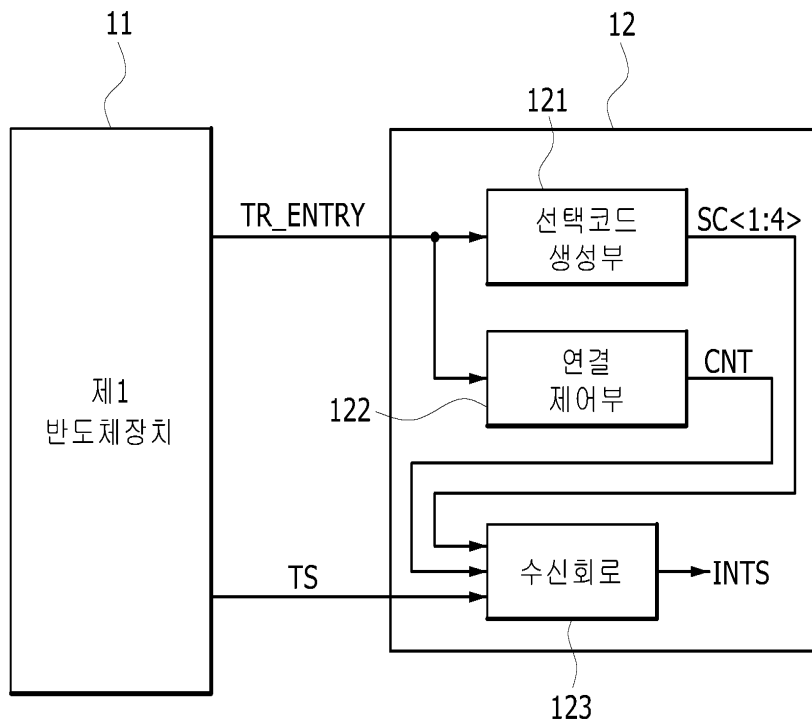 11
12
121
TR_ENTRY
선택코드
생성부
SC<1:4>
제1
반도체장치
연결
제어부
CNT
122
TS
수신회로
INTS
123